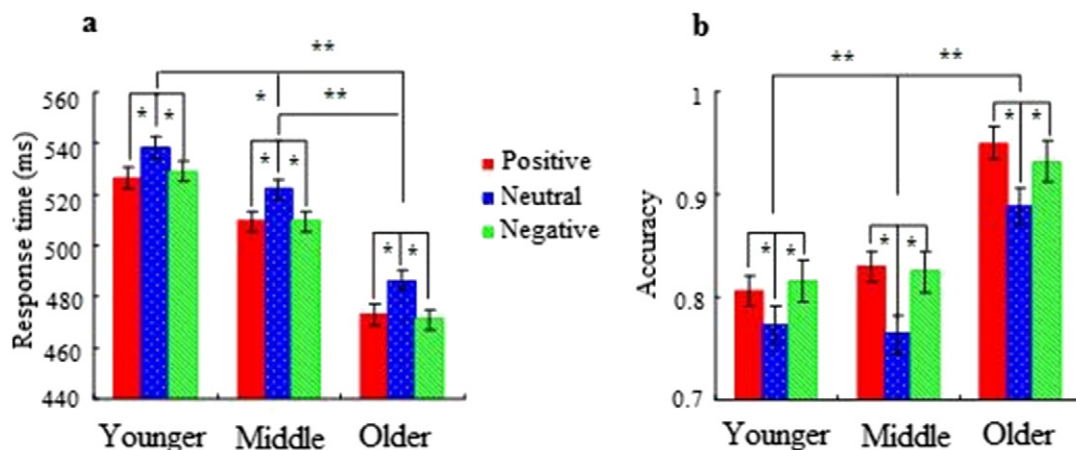 a
**
*
**
560
540
520
500
480
460
440
Response time (ms)
* *
* *
* *
Younger Middle Older
Positive
Neutral
Negative
b
** **
1
0.9
0.8
0.7
Accuracy
* *
* *
* *
Younger Middle Older